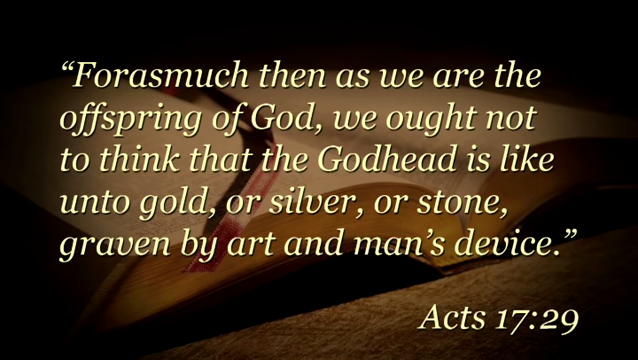 “Forasmuch then as we are the
offspring of God, we ought not
to think that the Godhead is like
unto gold, or silver, or stone,
graven by art and man’s device.”
Acts 17:29